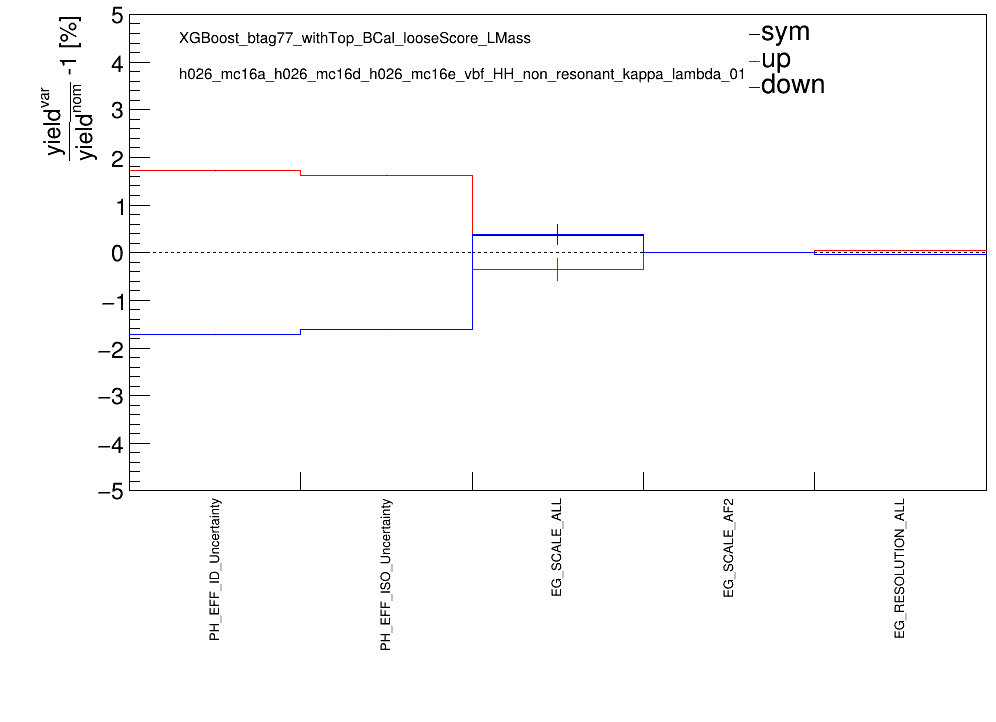 yield^var / yield^nom -1 [%]
XGBoost_btag77_withTop_BCal_looseScore_LMass
h026_mc16a_h026_mc16d_h026_mc16e_vbf_HH_non_resonant_kappa_lambda_01
sym
up
down
5
4
3
2
1
0
−1
−2
−3
−4
−5
PH_EFF_ID_Uncertainty
PH_EFF_ISO_Uncertainty
EG_SCALE_ALL
EG_SCALE_AF2
EG_RESOLUTION_ALL